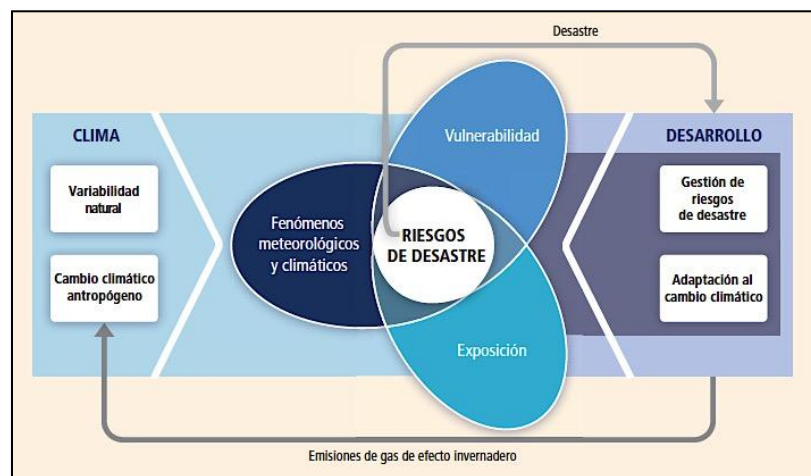 Desastre
CLIMA
Variabilidad
natural
Cambio climático
antropógeno
Fenómenos
meteorológicos
y climáticos
Vulnerabilidad
RIESGOS
DE DESASTRE
Exposición
DESARROLLO
Gestión de
riesgos
de desastre
Adaptación al
cambio climático
Emisiones de gas de efecto invernadero